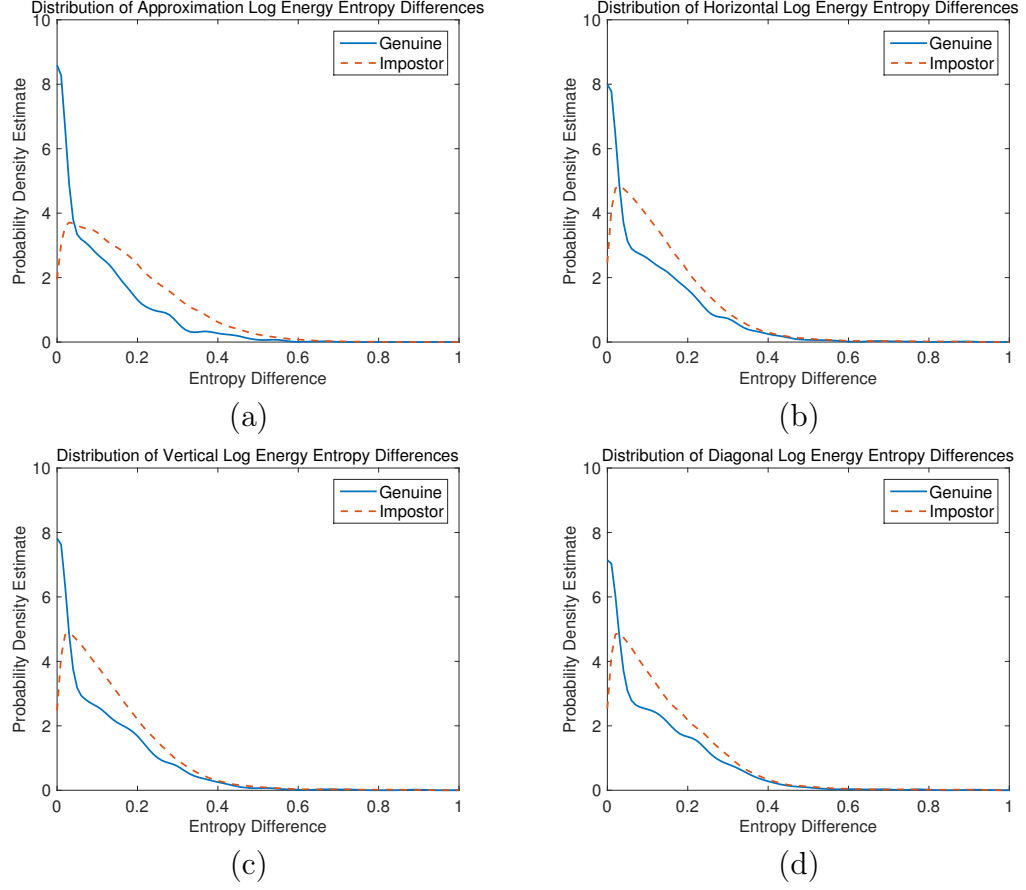 Distribution of Approximation Log Energy Entropy Differences
10
8
6
4
2
0
Probability Density Estimate
Genuine
Impostor
0 0.2 0.4 0.6 0.8 1
Entropy Difference
(a)
Distribution of Horizontal Log Energy Entropy Differences
10
8
6
4
2
0
Probability Density Estimate
Genuine
Impostor
0 0.2 0.4 0.6 0.8 1
Entropy Difference
(b)
Distribution of Vertical Log Energy Entropy Differences
10
8
6
4
2
0
Probability Density Estimate
Genuine
Impostor
0 0.2 0.4 0.6 0.8 1
Entropy Difference
(c)
Distribution of Diagonal Log Energy Entropy Differences
10
8
6
4
2
0
Probability Density Estimate
Genuine
Impostor
0 0.2 0.4 0.6 0.8 1
Entropy Difference
(d)